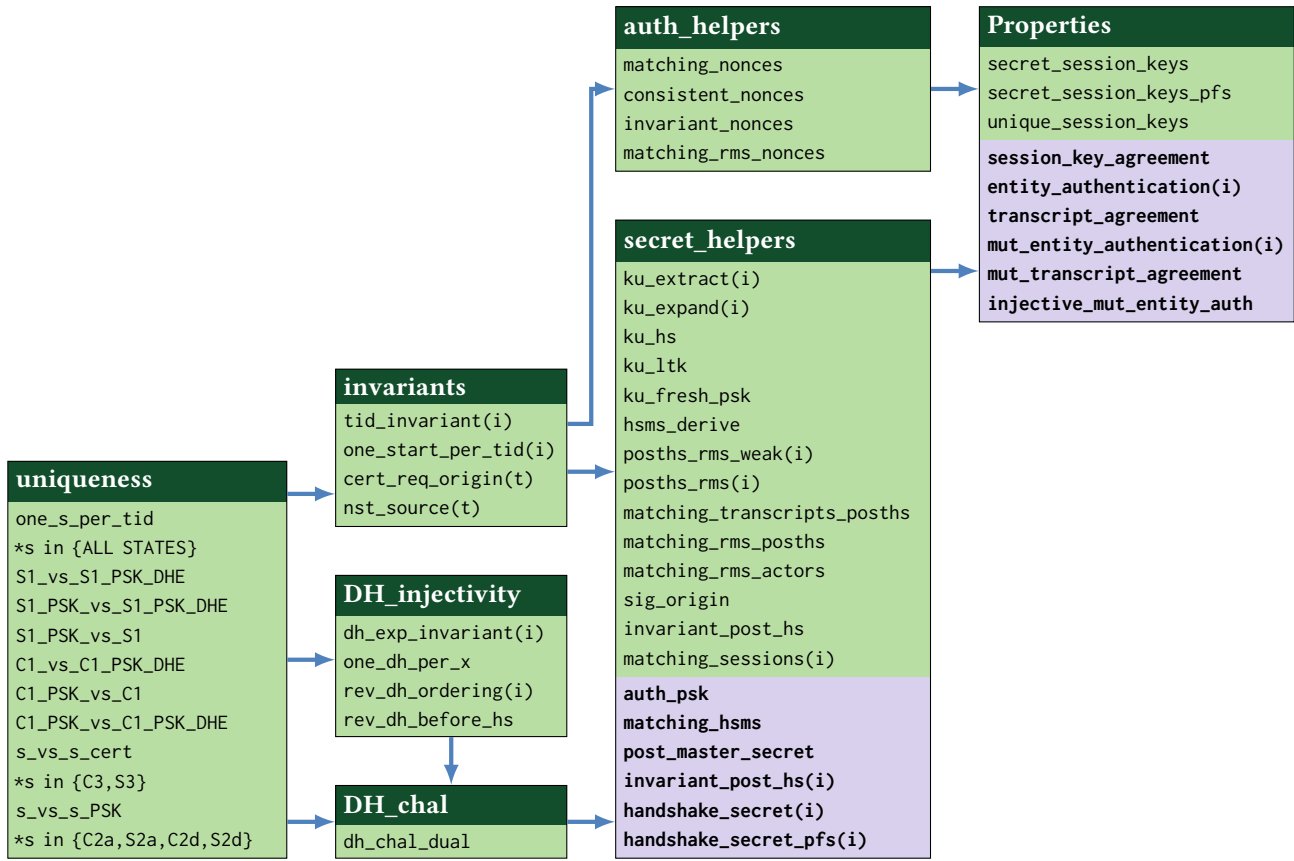 auth_helpers
matching_nonces
consistent_nonces
invariant_nonces
matching_rms_nonces
Properties
secret_session_keys
secret_session_keys_pfs
unique_session_keys
session_key_agreement
entity_authentication(i)
transcript_agreement
mut_entity_authentication(i)
mut_transcript_agreement
injective_mut_entity_auth
secret_helpers
ku_extract(i)
ku_expand(i)
ku_hs
ku_ltk
ku_fresh_psk
hsms_derive
posths_rms_weak(i)
posths_rms(i)
matching_transcripts_posths
matching_rms_posths
matching_rms_actors
sig_origin
invariant_post_hs
matching_sessions(i)
auth_psk
matching_hsms
post_master_secret
invariant_post_hs(i)
handshake_secret(i)
handshake_secret_pfs(i)
invariants
tid_invariant(i)
one_start_per_tid(i)
cert_req_origin(t)
nst_source(t)
uniqueness
one_s_per_tid
*s in {ALL STATES}
S1_vs_S1_PSK_DHE
S1_PSK_vs_S1_PSK_DHE
S1_PSK_vs_S1
C1_vs_C1_PSK_DHE
C1_PSK_vs_C1
C1_PSK_vs_C1_PSK_DHE
s_vs_s_cert
*s in {C3,S3}
s_vs_s_PSK
*s in {C2a,S2a,C2d,S2d}
DH_injectivity
dh_exp_invariant(i)
one_dh_per_x
rev_dh_ordering(i)
rev_dh_before_hs
DH_chal
dh_chal_dual